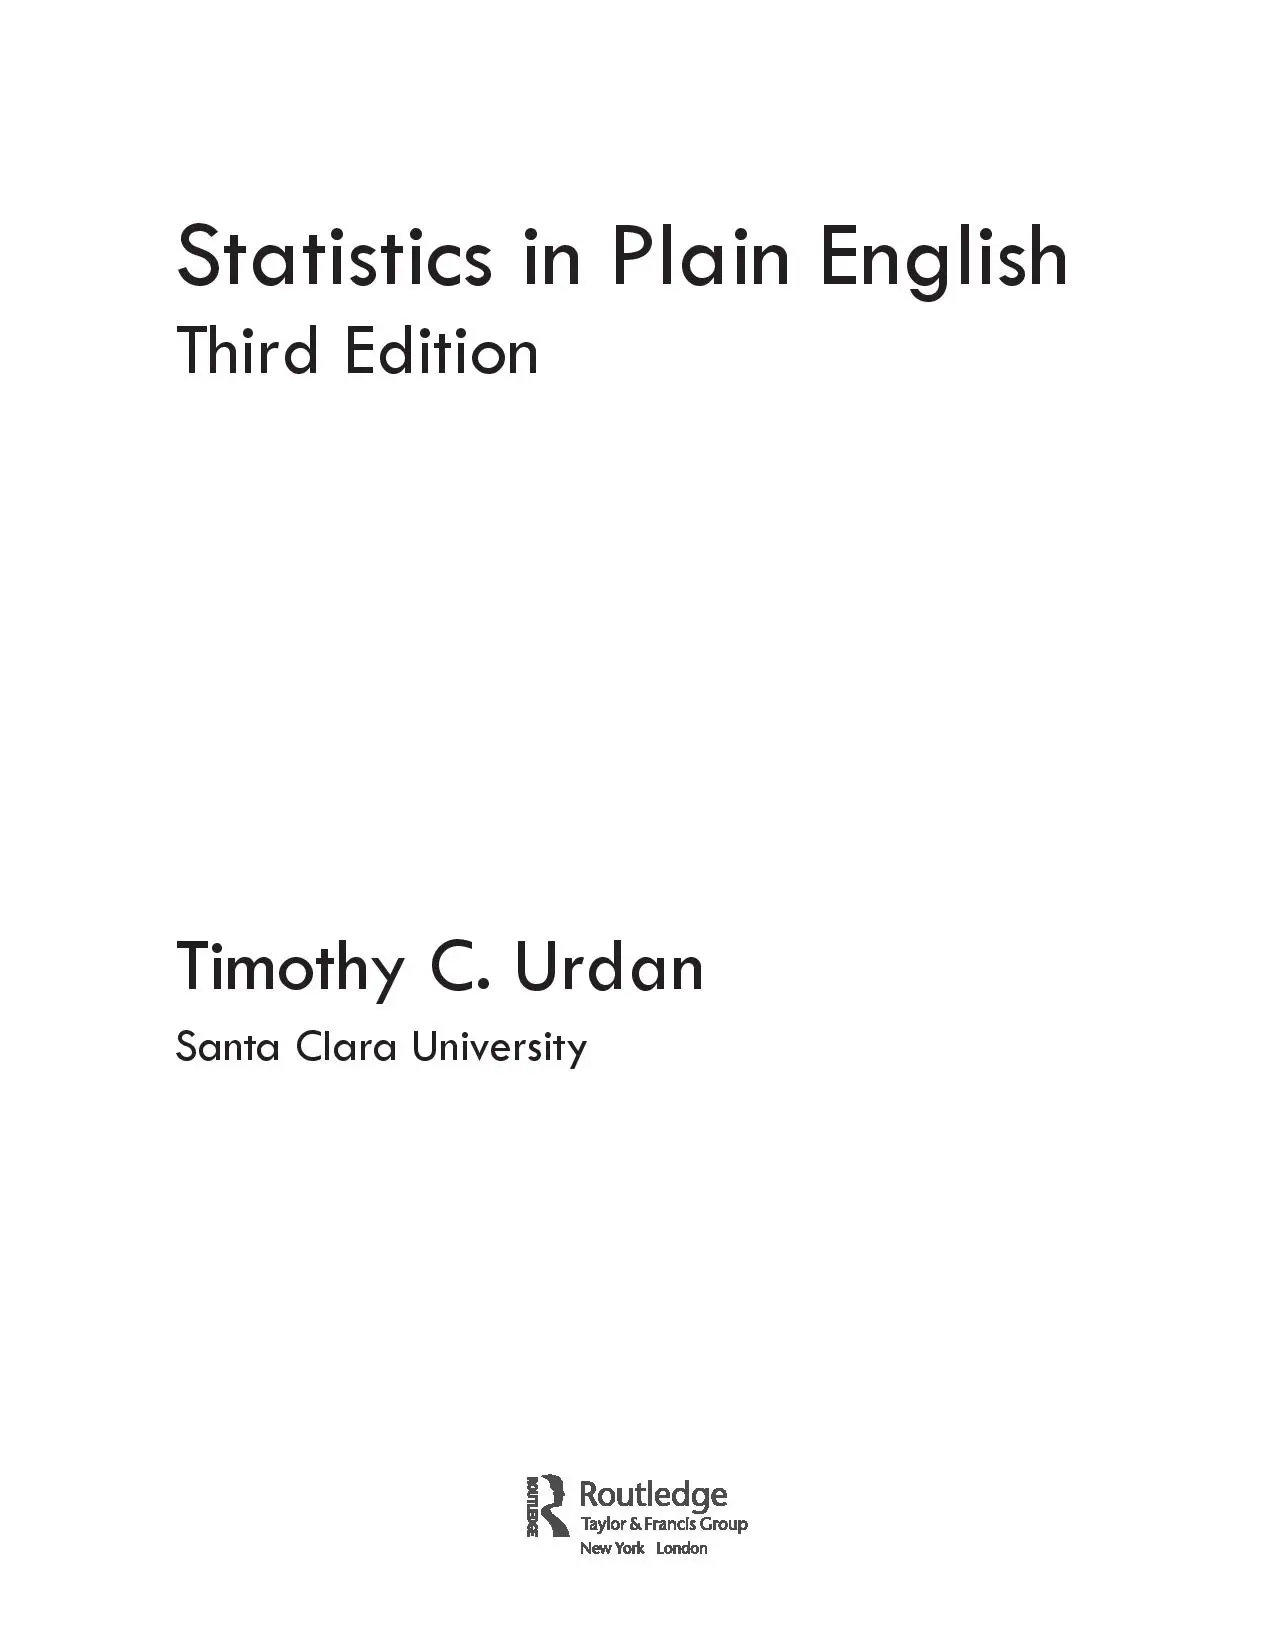 Statistics in Plain English
Third Edition
Timothy C. Urdan
Santa Clara University
ROUTLEDGE
Routledge
Taylor & Francis Group
New York London